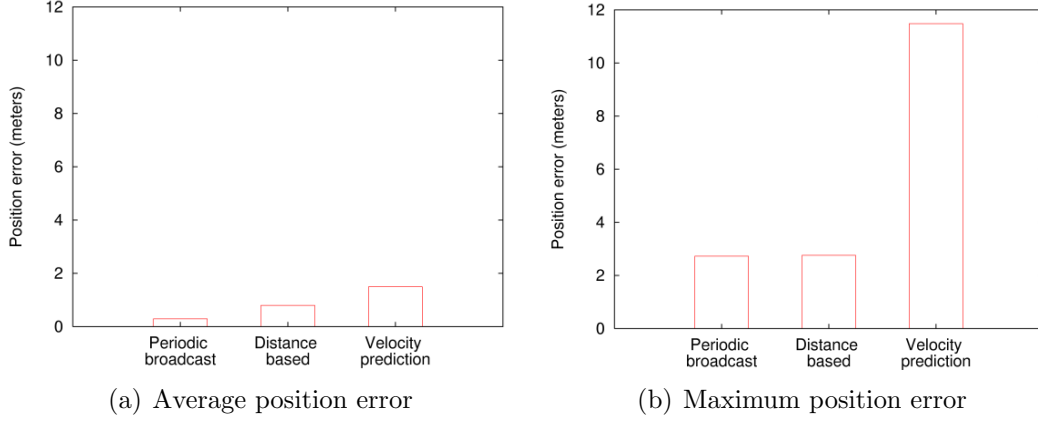 12
10
8
6
4
2
0
Position error (meters)
Periodic
broadcast
Distance
based
Velocity
prediction
(a) Average position error
12
10
8
6
4
2
0
Position error (meters)
Periodic
broadcast
Distance
based
Velocity
prediction
(b) Maximum position error